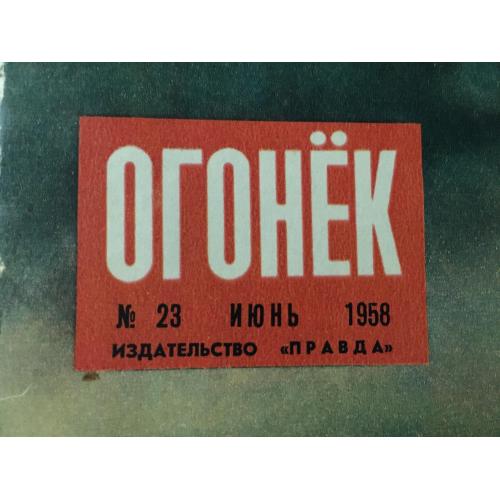 ОГОНЁК
№ 23 ИЮНЬ 1958
ИЗДАТЕЛЬСТВО «ПРАВДА»